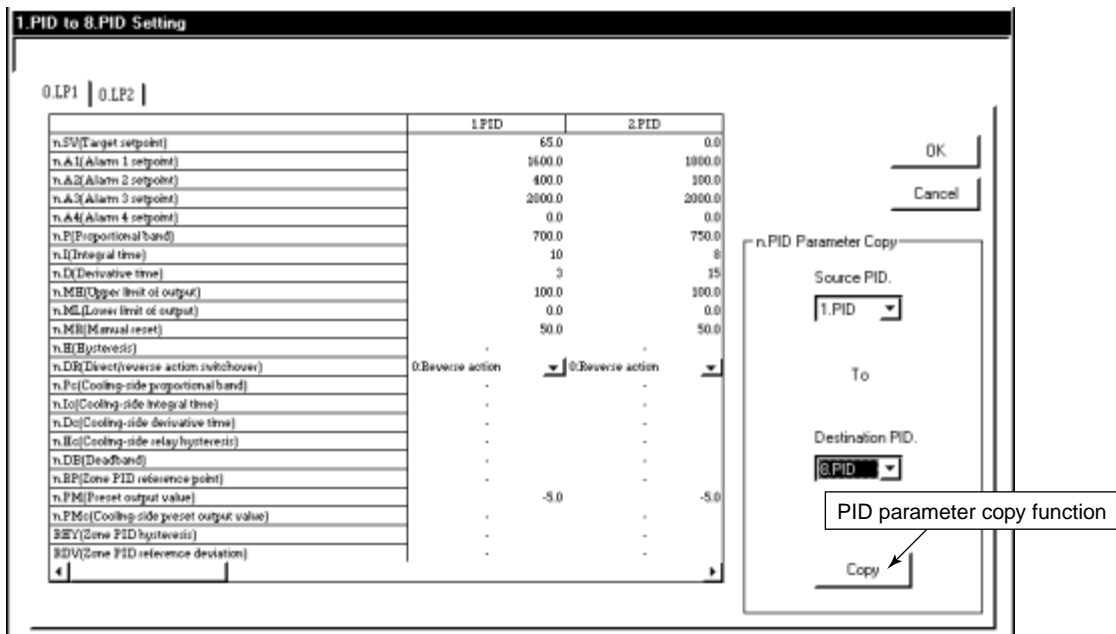 1.PID to 8.PID Setting
0.LP1 0.LP2
1.PID 2.PID
n.SV(Target setpoint) 65.0 0.0
n.A1(Alarm 1 setpoint) 1600.0 1800.0
n.A2(Alarm 2 setpoint) 400.0 100.0
n.A3(Alarm 3 setpoint) 2000.0 2000.0
n.A4(Alarm 4 setpoint) 0.0 0.0
n.P(Proportional band) 700.0 750.0
n.I(Integral time) 10 8
n.D(Derivative time) 3 15
n.MH(Upper limit of output) 100.0 100.0
n.ML(Lower limit of output) 0.0 0.0
n.MR(Manual reset) 50.0 50.0
n.H(Hysteresis) - -
n.DR(Direct/reverse action switchover) 0:Reverse action 0:Reverse action
n.Pc(Cooling-side proportional band) - -
n.Ic(Cooling-side integral time) - -
n.Dc(Cooling-side derivative time) - -
n.Hc(Cooling-side relay hysteresis) - -
n.DB(Deadband) - -
n.RP(Zone PID reference point) - -
n.PM(Preset output value) -5.0 -5.0
n.PMc(Cooling-side preset output value) - -
RHY(Zone PID hysteresis) - -
RDV(Zone PID reference deviation) - -
OK
Cancel
n.PID Parameter Copy
Source PID.
1.PID
To
Destination PID.
8.PID
PID parameter copy function
Copy